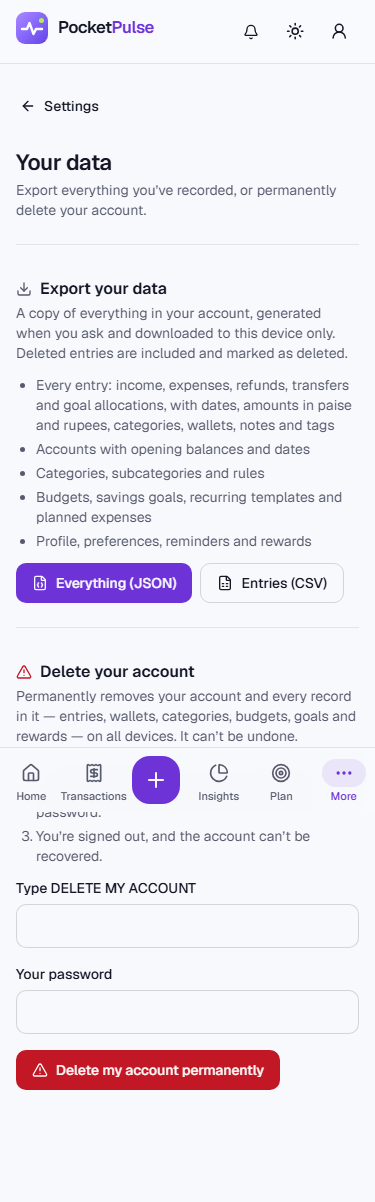 PocketPulse
Settings
Your data
Export everything you've recorded, or permanently
delete your account.
Export your data
A copy of everything in your account, generated
when you ask and downloaded to this device only.
Deleted entries are included and marked as deleted.
• Every entry: income, expenses, refunds, transfers
and goal allocations, with dates, amounts in paise
and rupees, categories, wallets, notes and tags
• Accounts with opening balances and dates
• Categories, subcategories and rules
• Budgets, savings goals, recurring templates and
planned expenses
• Profile, preferences, reminders and rewards
Everything (JSON)
Entries (CSV)
Delete your account
Permanently removes your account and every record
in it — entries, wallets, categories, budgets, goals and
rewards — on all devices. It can't be undone.
Home
Transactions
Insights
Plan
More
password.
3. You're signed out, and the account can't be
recovered.
Type DELETE MY ACCOUNT
Your password
Delete my account permanently